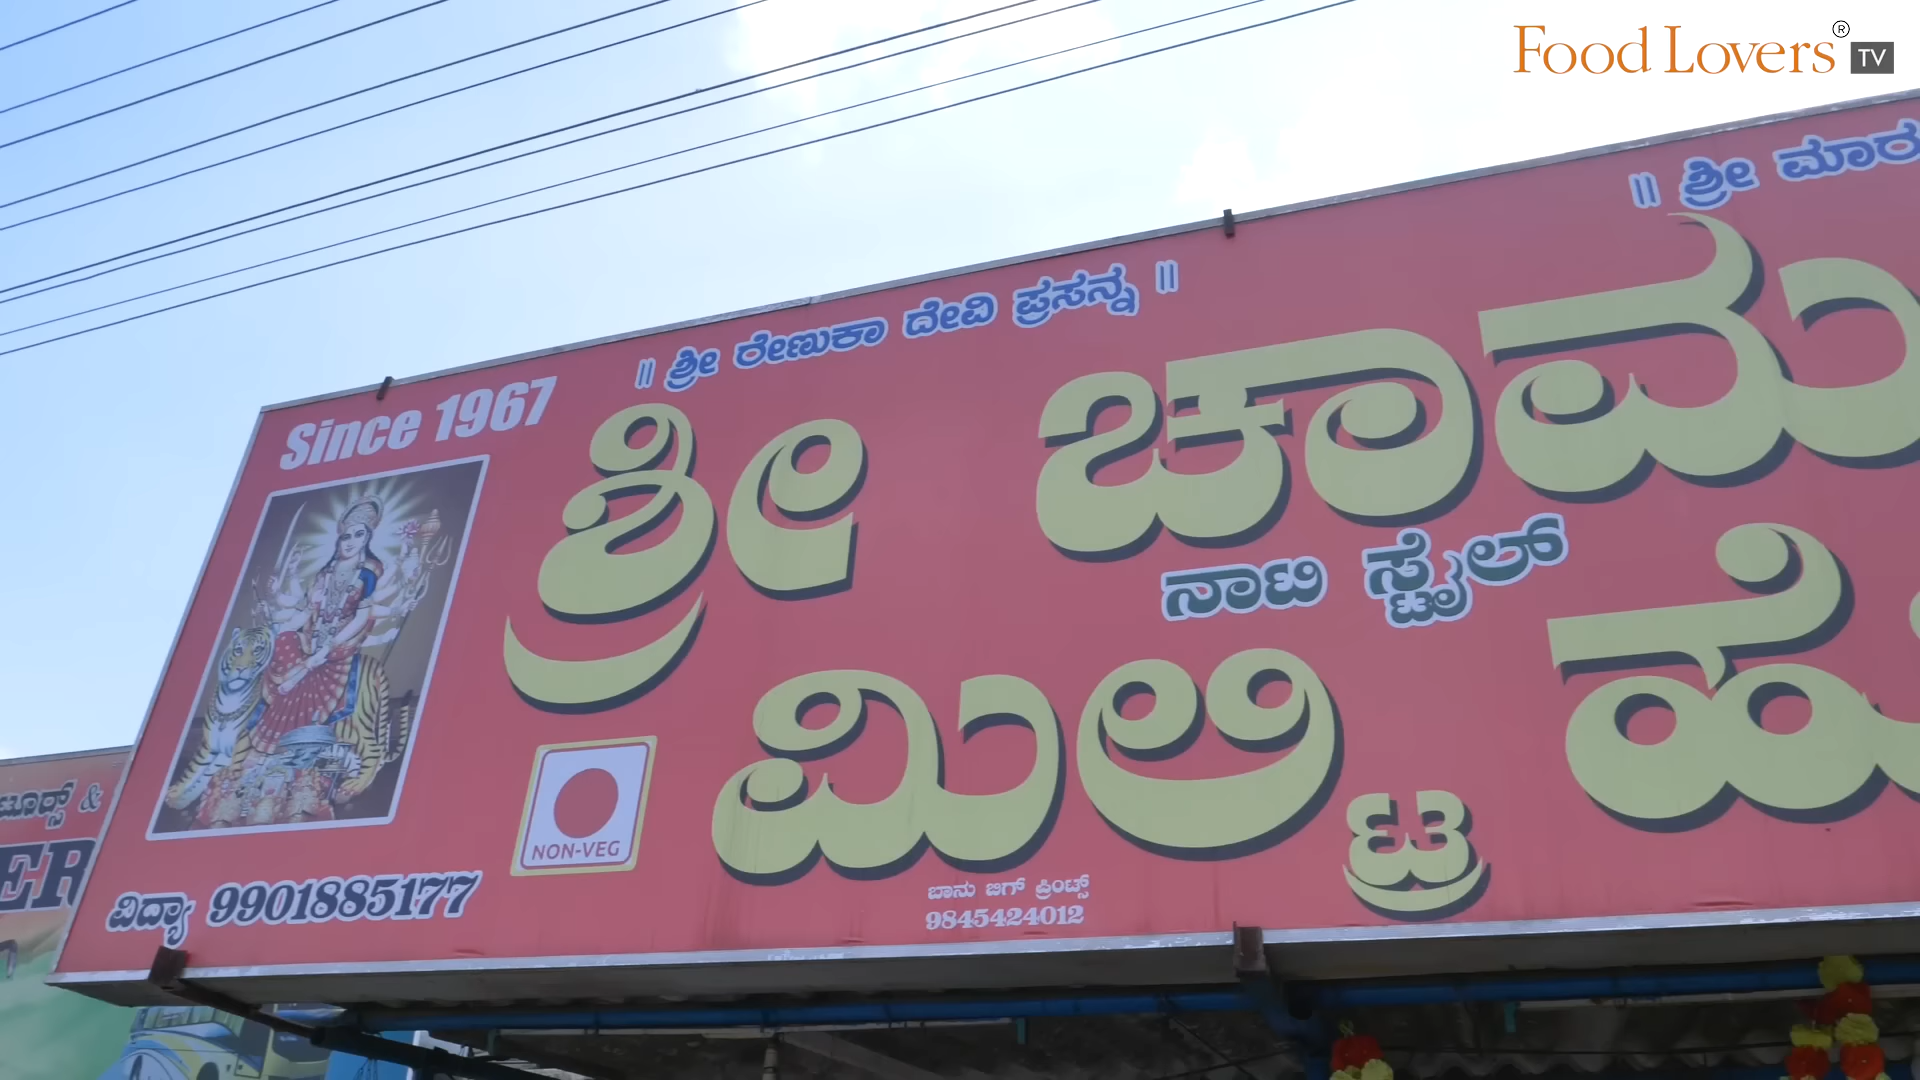 Food Lovers® TV
|| ಶ್ರೀ ರೇಣುಕಾ ದೇವಿ ಪ್ರಸನ್ನ ||
|| ಶ್ರೀ
Since 1967
ಶ್ರೀ
ನಾಟಿ ಸ್ಟೈಲ್
ಮಿಲ್ಟ್ರಿ
NON-VEG
ವಿದ್ಯಾ 9901885177
ಬಾನು ಬಿಗ್ ಪ್ರಿಂಟ್ಸ್
9845424012
ಟೂರ್ಸ್ &